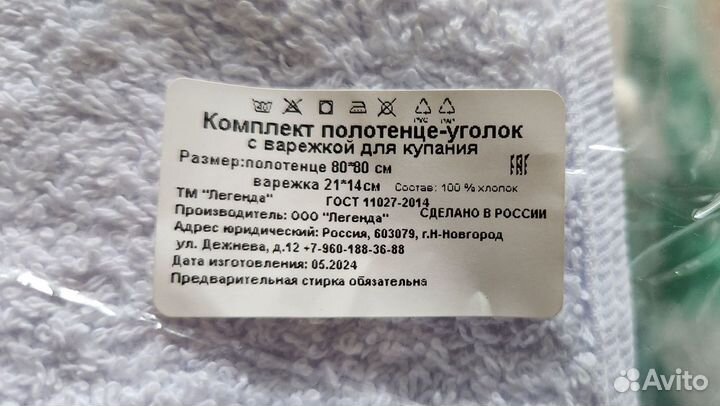 Комплект полотенце-уголок
с варежкой для купания
Размер:полотенце 80*80 см
варежка 21*14см Состав: 100 % хлопок
ТМ "Легенда" ГОСТ 11027-2014
Производитель: ООО "Легенда" СДЕЛАНО В РОССИИ
Адрес юридический: Россия, 603079, г.Н-Новгород
ул. Дежнева, д.12 +7-960-188-36-88
Дата изготовления: 05.2024
Предварительная стирка обязательна
EAC
Avito